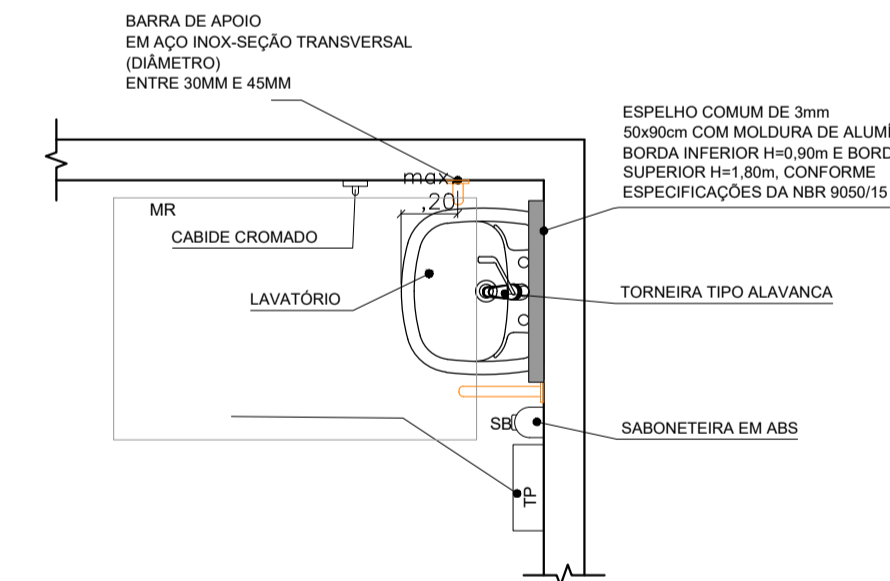 BARRA DE APOIO
EM AÇO INOX-SEÇÃO TRANSVERSAL
(DIÂMETRO)
ENTRE 30MM E 45MM
ESPELHO COMUM DE 3mm
50x90cm COM MOLDURA DE ALUMÍ
BORDA INFERIOR H=0,90m E BORD
SUPERIOR H=1,80m, CONFORME
ESPECIFICAÇÕES DA NBR 9050/15
max
,20
MR
CABIDE CROMADO
LAVATÓRIO
TORNEIRA TIPO ALAVANCA
SB
SABONETEIRA EM ABS
TP